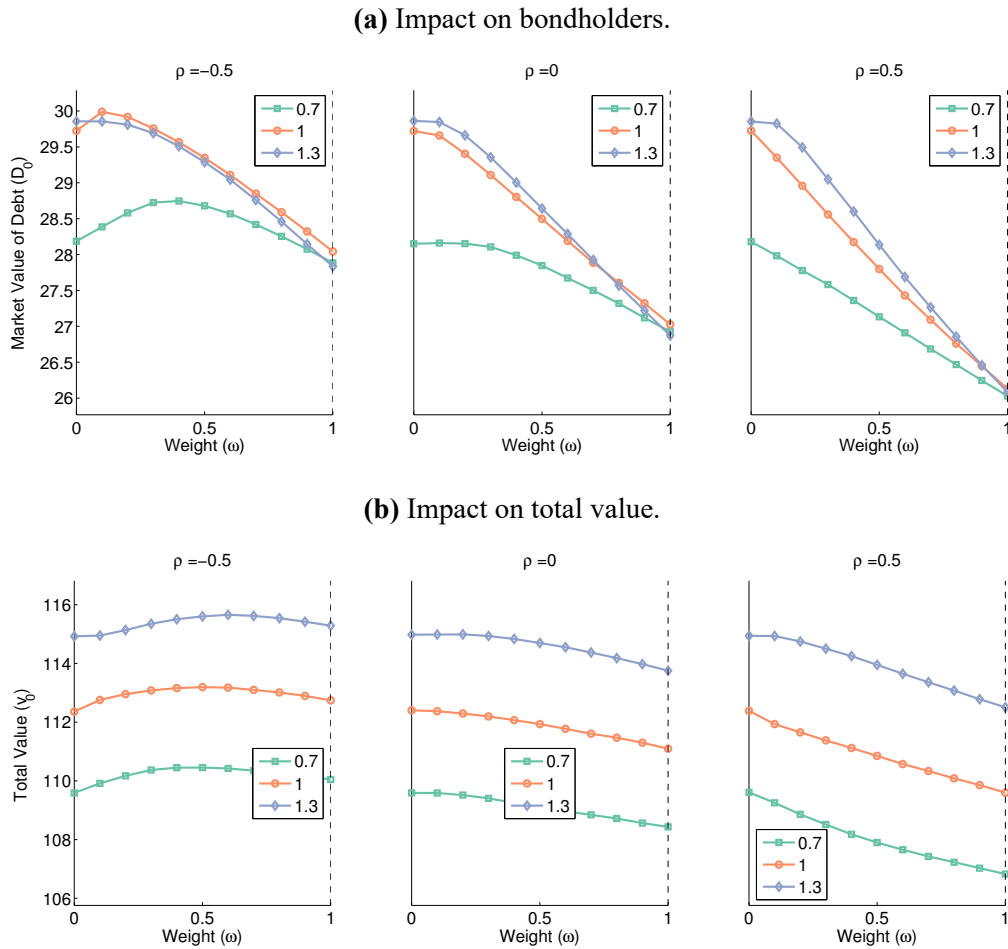 (a) Impact on bondholders.
ρ =−0.5
ρ =0
ρ =0.5
Market Value of Debt (D0)
30
29.5
29
28.5
28
27.5
27
26.5
26
0.7
1
1.3
0.7
1
1.3
0.7
1
1.3
0 0.5 1
0 0.5 1
0 0.5 1
Weight (ω)
Weight (ω)
Weight (ω)
(b) Impact on total value.
ρ =−0.5
ρ =0
ρ =0.5
Total Value (γ0)
116
114
112
110
108
106
0.7
1
1.3
0.7
1
1.3
0.7
1
1.3
0 0.5 1
0 0.5 1
0 0.5 1
Weight (ω)
Weight (ω)
Weight (ω)